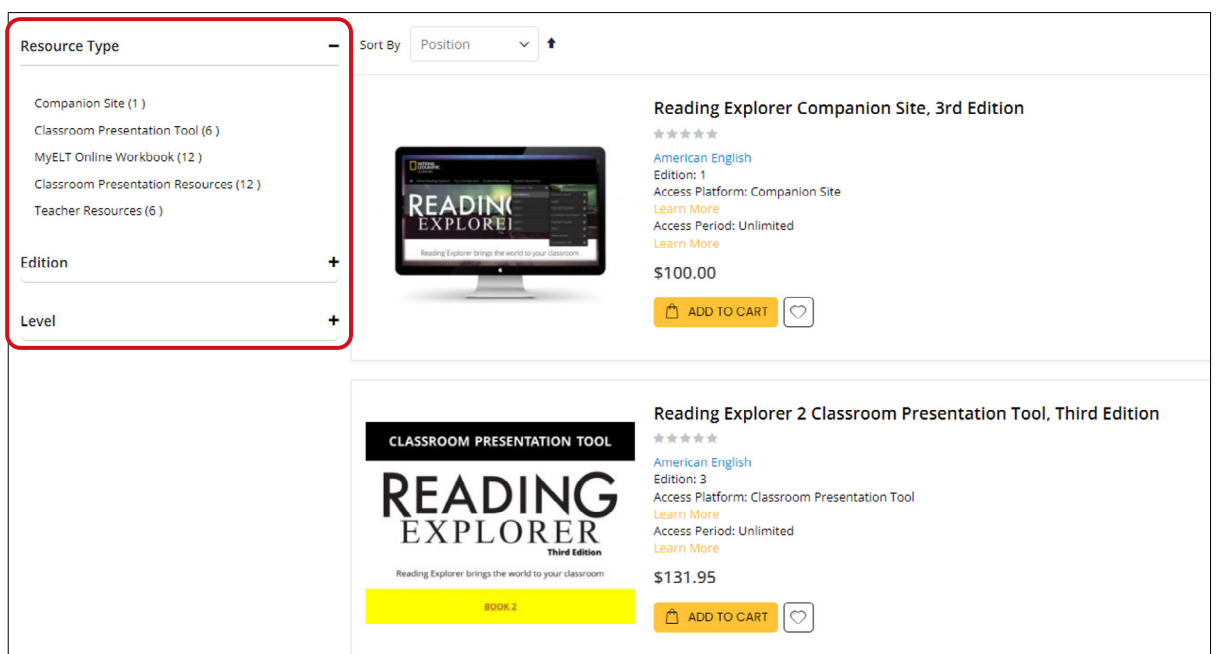 Resource Type
Companion Site (1 )
Classroom Presentation Tool (6 )
MyELT Online Workbook (12 )
Classroom Presentation Resources (12 )
Teacher Resources (6 )
Edition
Level
Sort By Position
NATIONAL
GEOGRAPHIC
READING
EXPLORER
Reading Explorer brings the world to your classroom
Reading Explorer Companion Site, 3rd Edition
American English
Edition: 1
Access Platform: Companion Site
Learn More
Access Period: Unlimited
Learn More
$100.00
ADD TO CART
CLASSROOM PRESENTATION TOOL
READING
EXPLORER
Third Edition
Reading Explorer brings the world to your classroom
BOOK 2
Reading Explorer 2 Classroom Presentation Tool, Third Edition
American English
Edition: 3
Access Platform: Classroom Presentation Tool
Learn More
Access Period: Unlimited
Learn More
$131.95
ADD TO CART